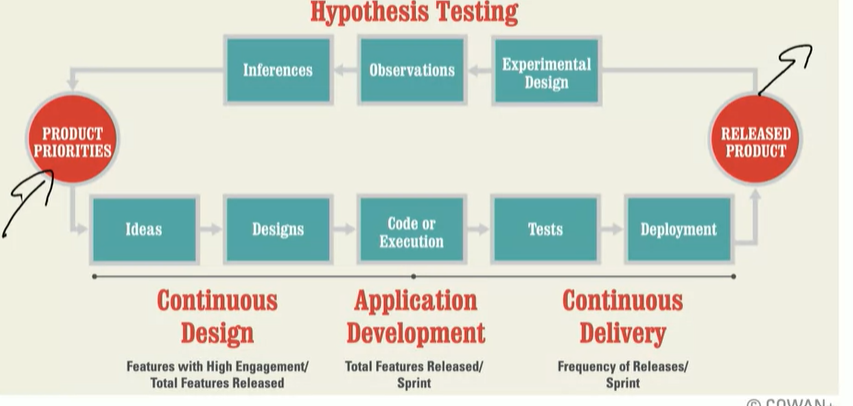 Hypothesis Testing
Inferences
Observations
Experimental
Design
PRODUCT
PRIORITIES
RELEASED
PRODUCT
Ideas
Designs
Code or
Execution
Tests
Deployment
Continuous
Design
Application
Development
Continuous
Delivery
Features with High Engagement/
Total Features Released
Total Features Released/
Sprint
Frequency of Releases/
Sprint
© COWAN+